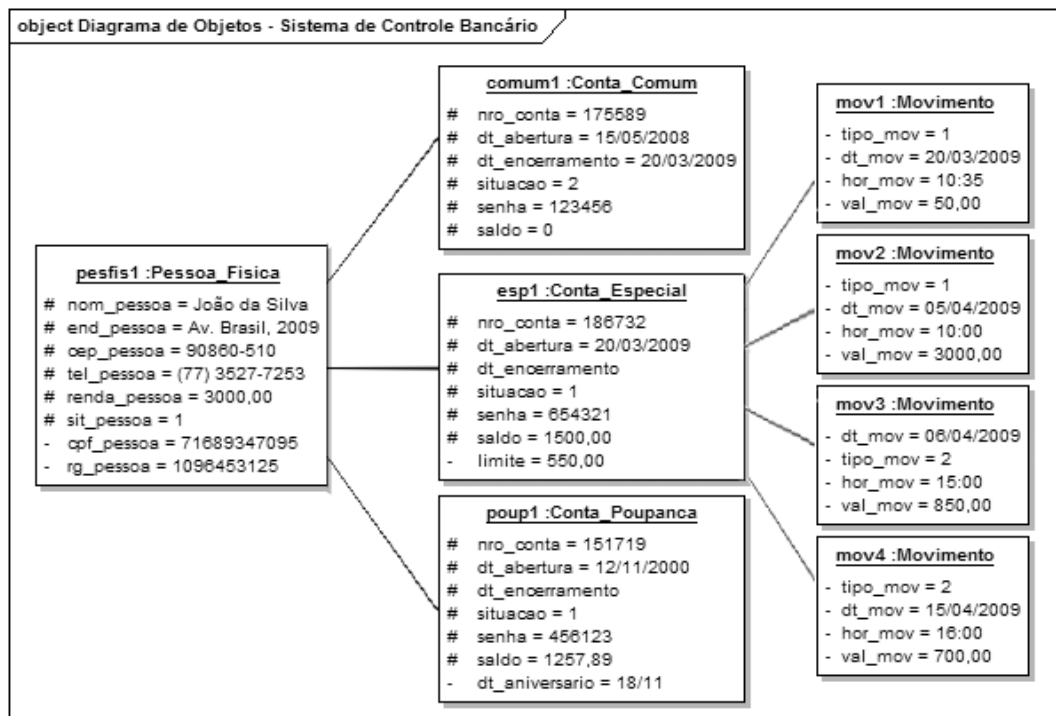 object Diagrama de Objetos - Sistema de Controle Bancário
pesfis1 :Pessoa_Fisica
# nom_pessoa = João da Silva
# end_pessoa = Av. Brasil, 2009
# cep_pessoa = 90860-510
# tel_pessoa = (77) 3527-7253
# renda_pessoa = 3000,00
# sit_pessoa = 1
- cpf_pessoa = 71689347095
- rg_pessoa = 1096453125
comum1 :Conta_Comum
# nro_conta = 175589
# dt_abertura = 15/05/2008
# dt_encerramento = 20/03/2009
# situacao = 2
# senha = 123456
# saldo = 0
esp1 :Conta_Especial
# nro_conta = 186732
# dt_abertura = 20/03/2009
# dt_encerramento
# situacao = 1
# senha = 654321
# saldo = 1500,00
- limite = 550,00
poup1 :Conta_Poupanca
# nro_conta = 151719
# dt_abertura = 12/11/2000
# dt_encerramento
# situacao = 1
# senha = 456123
# saldo = 1257,89
- dt_aniversario = 18/11
mov1 :Movimento
- tipo_mov = 1
- dt_mov = 20/03/2009
- hor_mov = 10:35
- val_mov = 50,00
mov2 :Movimento
- tipo_mov = 1
- dt_mov = 05/04/2009
- hor_mov = 10:00
- val_mov = 3000,00
mov3 :Movimento
- dt_mov = 06/04/2009
- tipo_mov = 2
- hor_mov = 15:00
- val_mov = 850,00
mov4 :Movimento
- tipo_mov = 2
- dt_mov = 15/04/2009
- hor_mov = 16:00
- val_mov = 700,00